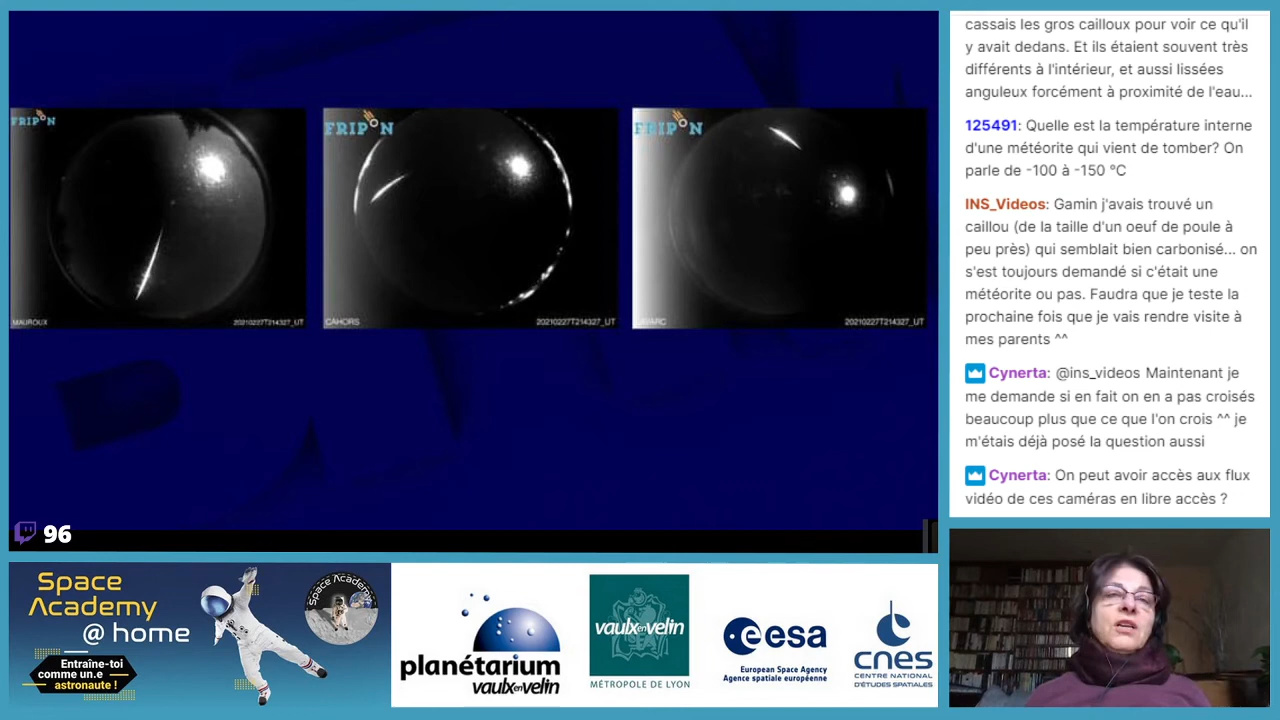 FRIPON
MAUROUX
20210227T214327_UT
FRIPON
CAHORS
20210227T214327_UT
FRIPON
20210227T214327_UT
96
cassais les gros cailloux pour voir ce qu'il
y avait dedans. Et ils étaient souvent très
différents à l'intérieur, et aussi lissées
anguleux forcément à proximité de l'eau...
125491: Quelle est la température interne
d'une météorite qui vient de tomber? On
parle de -100 à -150 °C
INS_Videos: Gamin j'avais trouvé un
caillou (de la taille d'un oeuf de poule à
peu près) qui semblait bien carbonisé... on
s'est toujours demandé si c'était une
météorite ou pas. Faudra que je teste la
prochaine fois que je vais rendre visite à
mes parents ^^
Cynerta: @ins_videos Maintenant je
me demande si en fait on en a pas croisés
beaucoup plus que ce que l'on crois ^^ je
m'étais déjà posé la question aussi
Cynerta: On peut avoir accès aux flux
vidéo de ces caméras en libre accès ?
Space
Academy
@ home
Entraîne-toi
comme un.e
astronaute !
Space Academy
planétarium
vaulx en velin
vaulx en velin
MÉTROPOLE DE LYON
esa
European Space Agency
Agence spatiale européenne
cnes
CENTRE NATIONAL
D'ÉTUDES SPATIALES